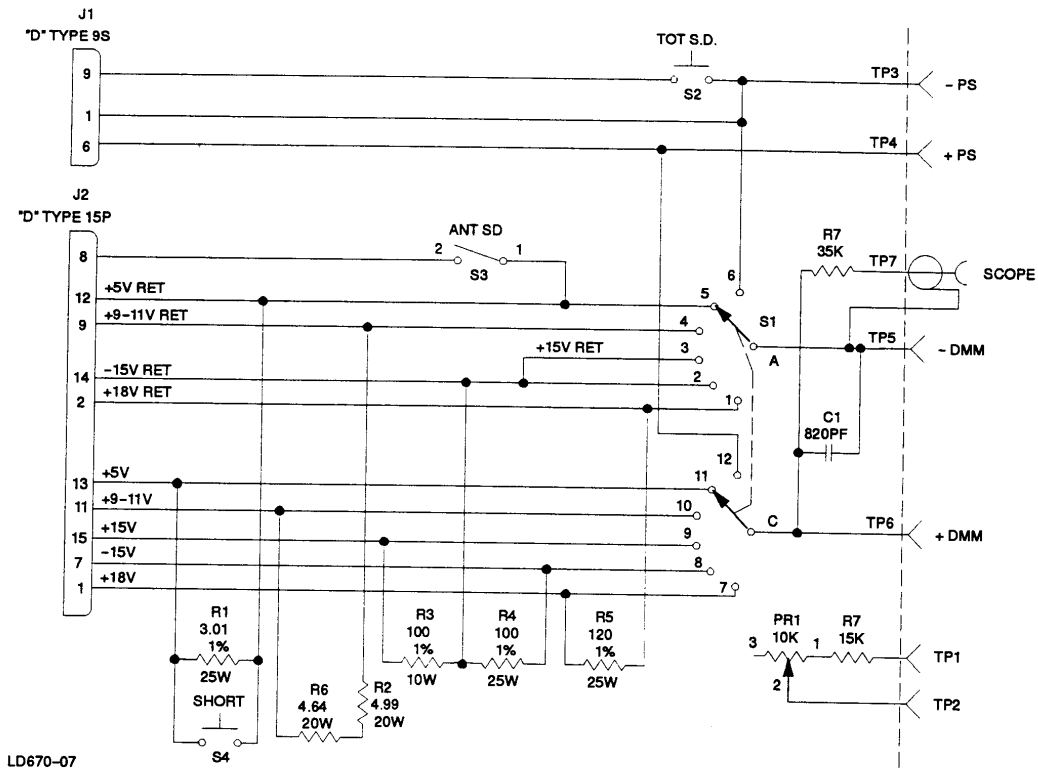 J1
"D" TYPE 9S
9
1
6
TOT S.D.
S2
TP3
- PS
TP4
+ PS
J2
"D" TYPE 15P
8
12
9
14
2
13
11
15
7
1
+5V RET
+9-11V RET
-15V RET
+18V RET
+5V
+9-11V
+15V
-15V
+18V
ANT SD
2
1
S3
+15V RET
6
5
4
3
2
1
S1
A
12
11
10
9
8
7
C
R7
35K
TP7
SCOPE
TP5
- DMM
C1
820PF
TP6
+ DMM
R1
3.01
1%
25W
SHORT
S4
R6
4.64
20W
R2
4.99
20W
R3
100
1%
10W
R4
100
1%
25W
R5
120
1%
25W
PR1
10K
3
1
2
R7
15K
TP1
TP2
LD670-07